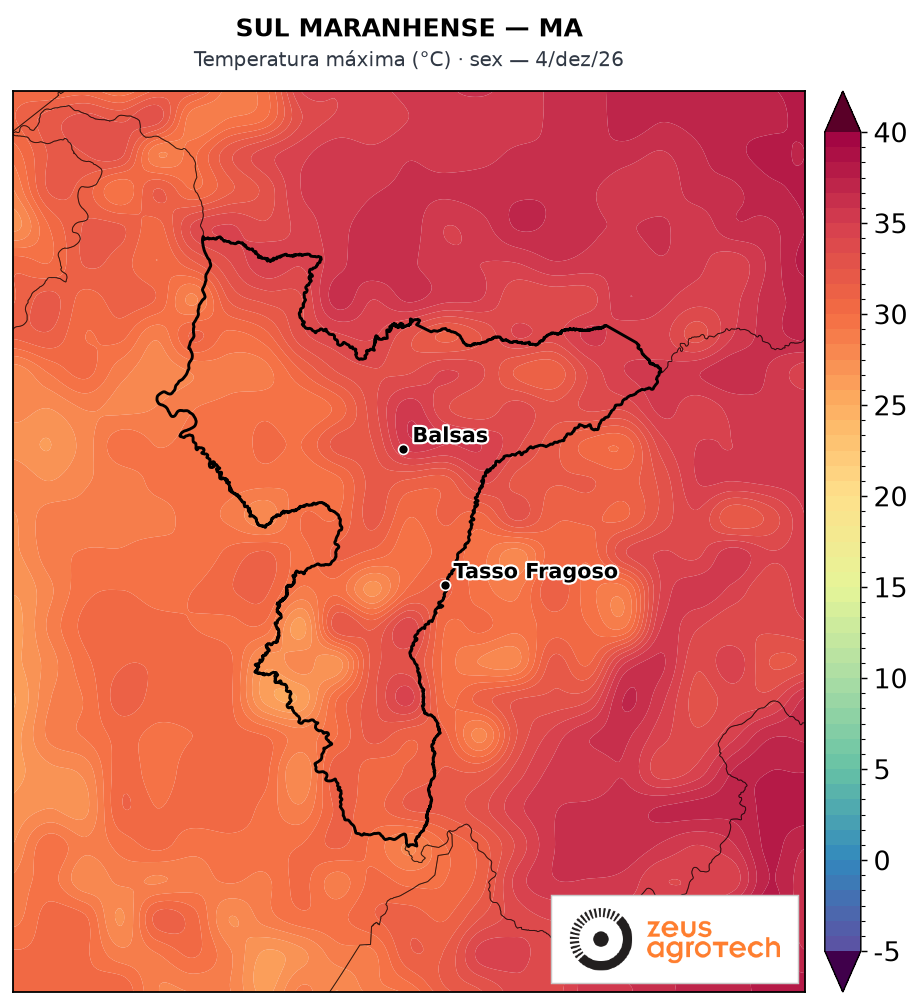 SUL MARANHENSE — MA
Temperatura máxima (°C) · sex — 4/dez/26
40
35
30
25
20
15
10
5
0
-5
Balsas
Tasso Fragoso
zeus
agrotech